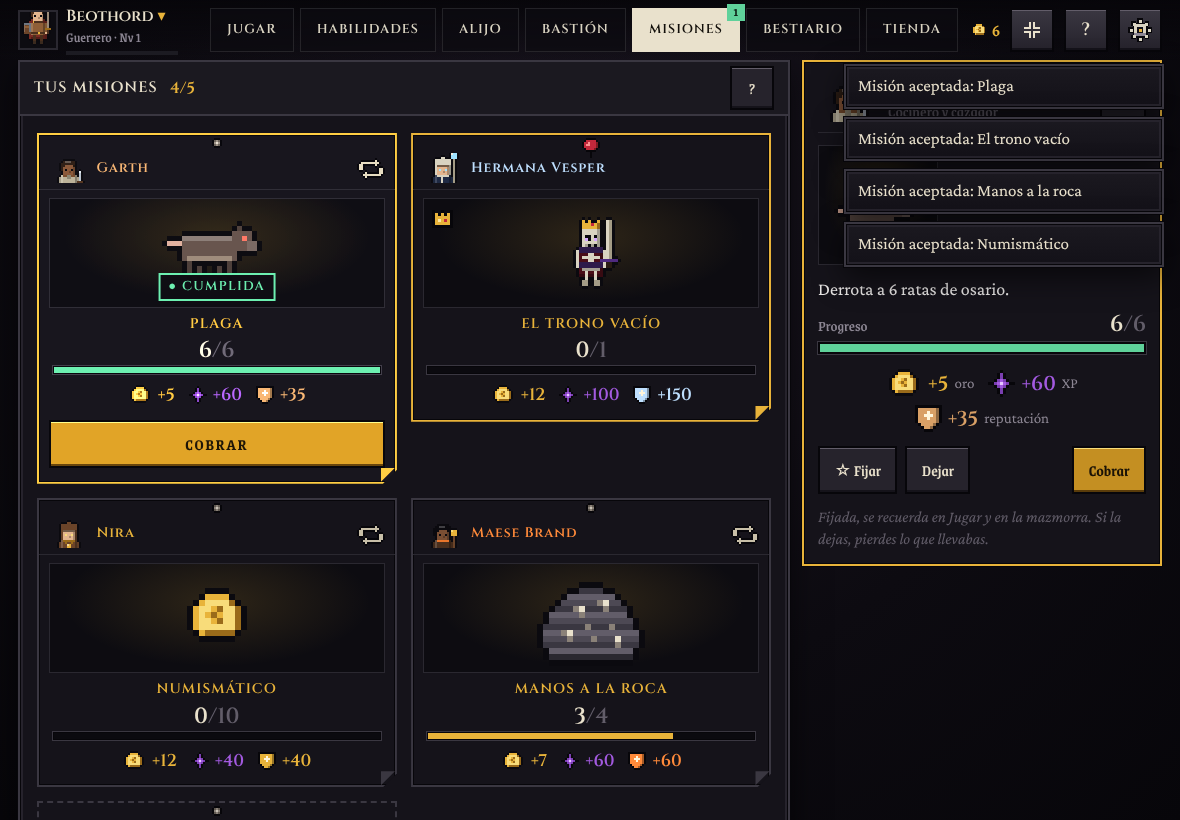 BEOTHORD ▾
Guerrero · Nv 1
JUGAR
HABILIDADES
ALIJO
BASTIÓN
MISIONES
1
BESTIARIO
TIENDA
6
?
TUS MISIONES 4/5
?
GARTH
CUMPLIDA
PLAGA
6/6
+5 +60 +35
COBRAR
HERMANA VESPER
EL TRONO VACÍO
0/1
+12 +100 +150
NIRA
NUMISMÁTICO
0/10
+12 +40 +40
MAESE BRAND
MANOS A LA ROCA
3/4
+7 +60 +60
Misión aceptada: Plaga
Cocinero y cazador
Misión aceptada: El trono vacío
Misión aceptada: Manos a la roca
Misión aceptada: Numismático
Derrota a 6 ratas de osario.
Progreso 6/6
+5 oro +60 XP
+35 reputación
☆ Fijar
Dejar
Cobrar
Fijada, se recuerda en Jugar y en la mazmorra. Si la
dejas, pierdes lo que llevabas.